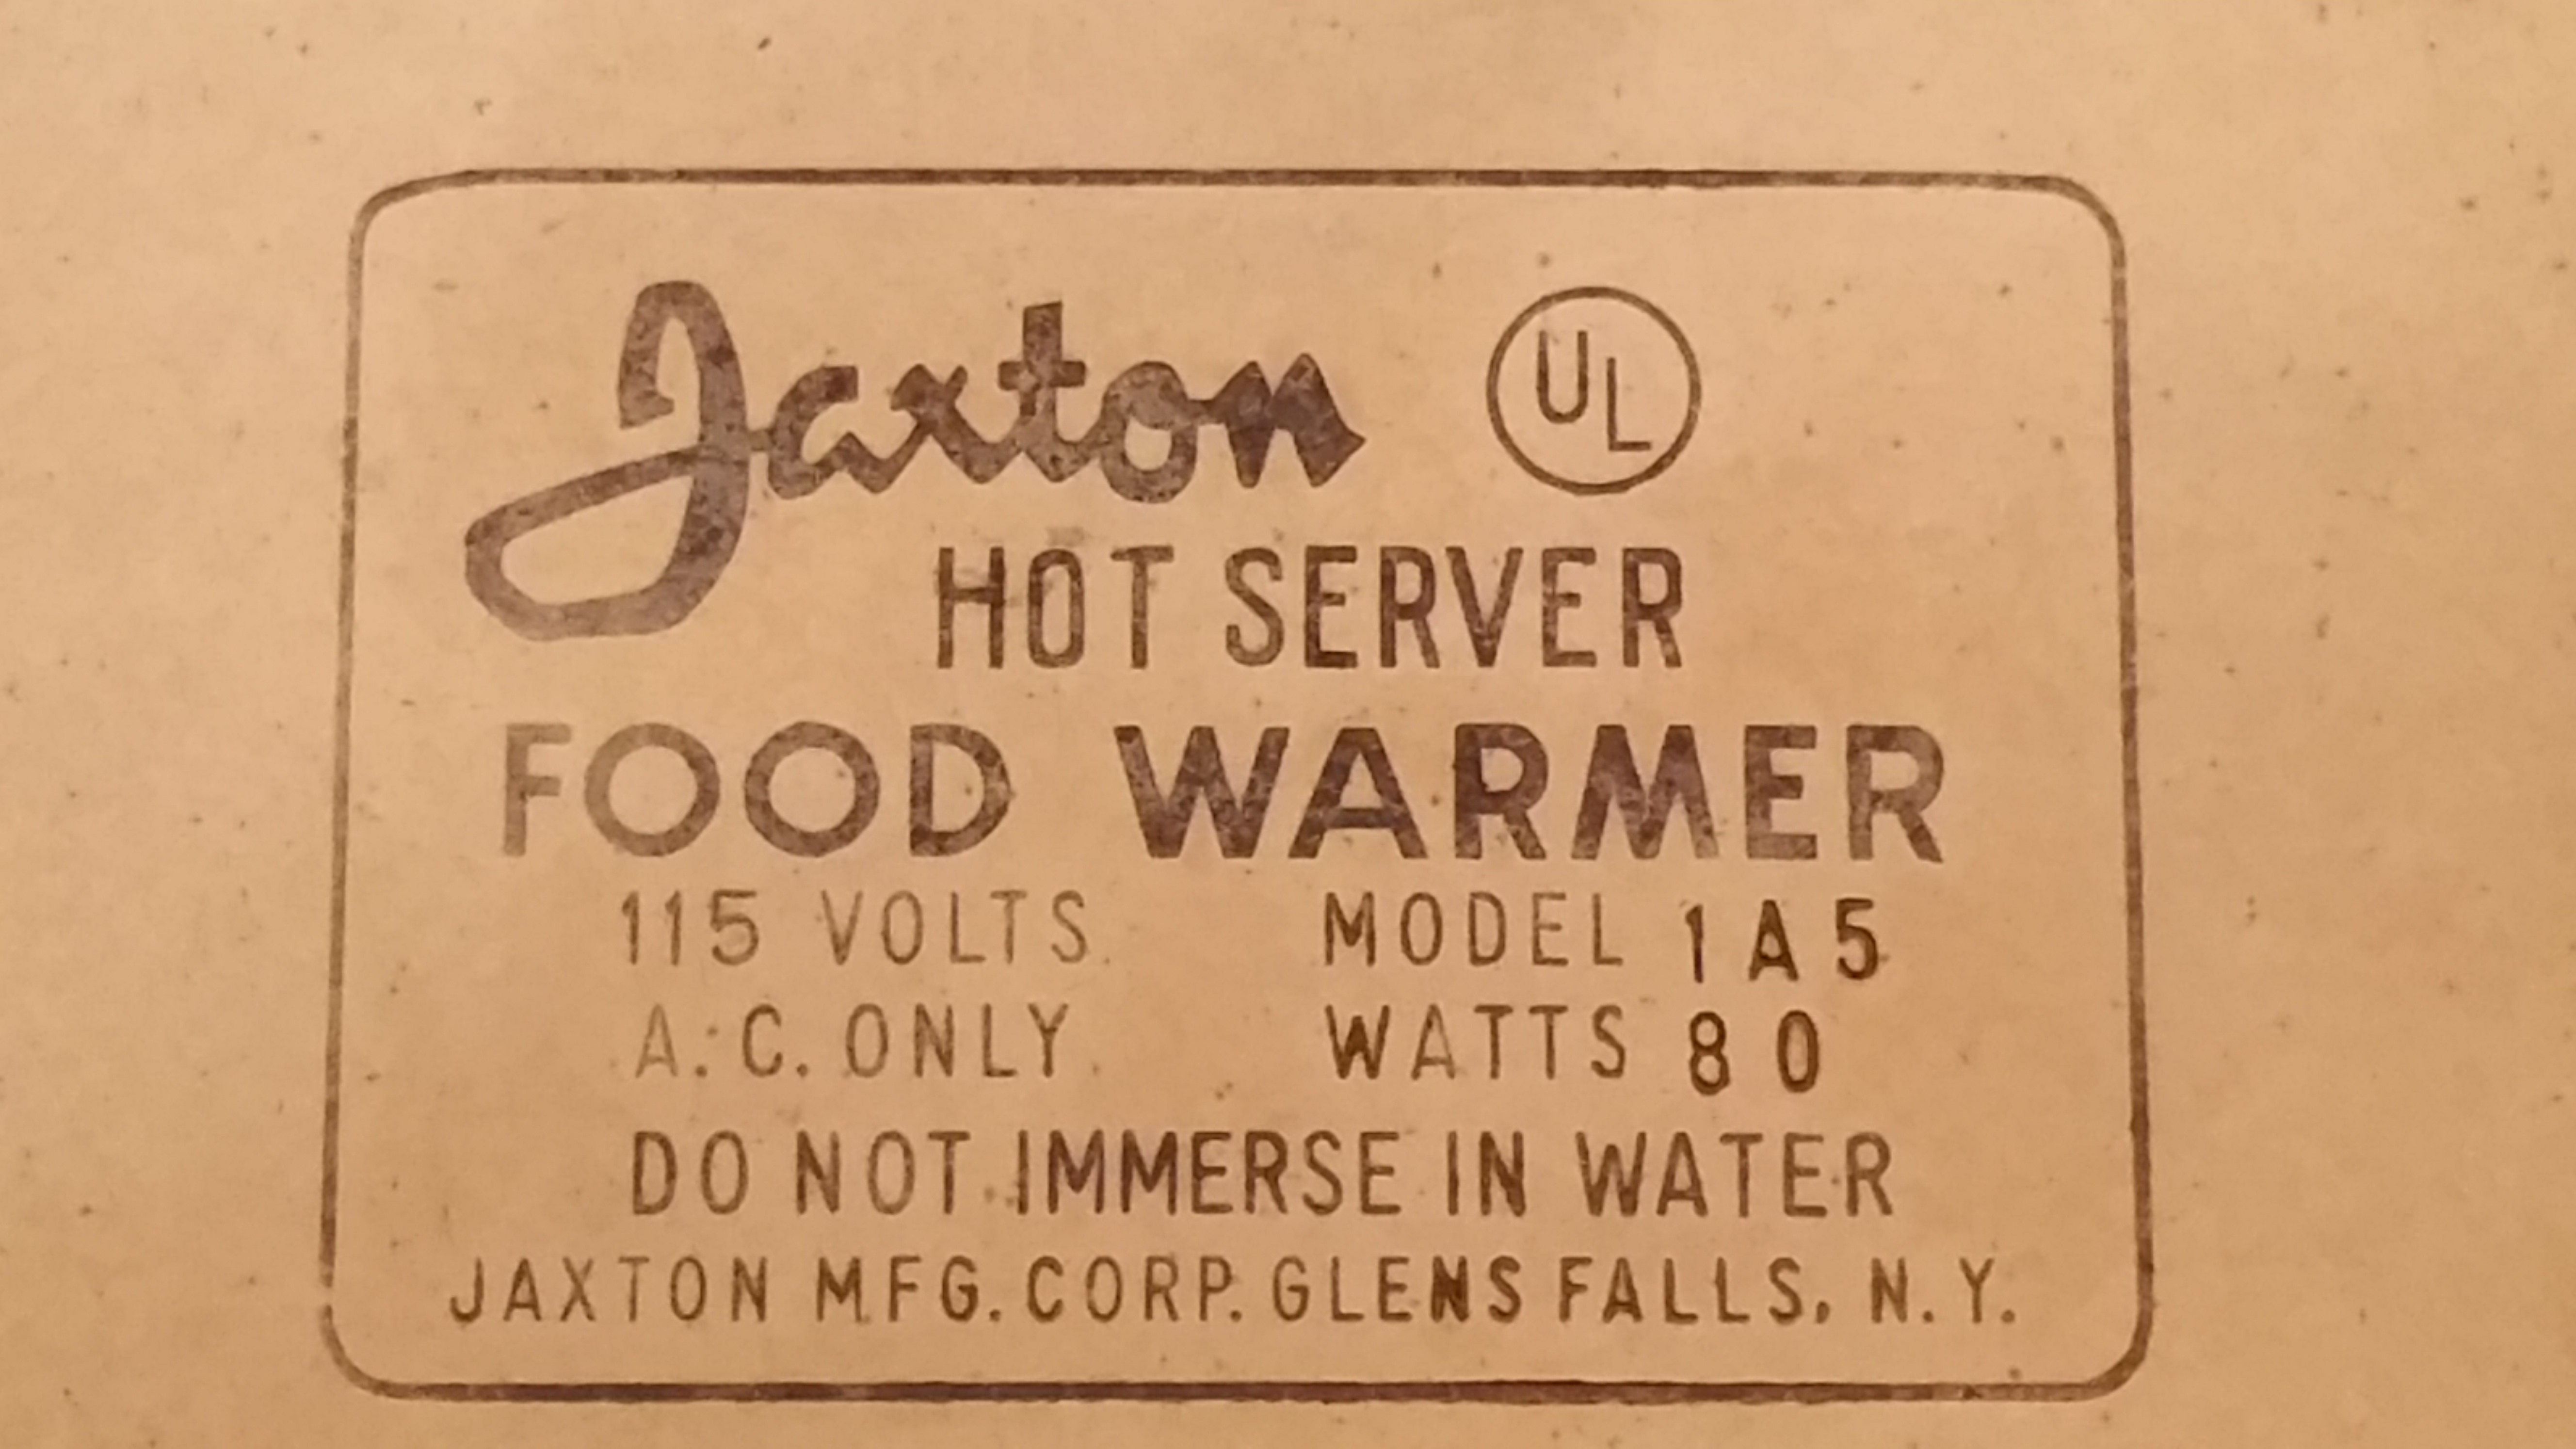 Jaxton UL
HOT SERVER
FOOD WARMER
115 VOLTS MODEL 1A5
A.C. ONLY WATTS 80
DO NOT IMMERSE IN WATER
JAXTON MFG. CORP. GLENS FALLS, N.Y.